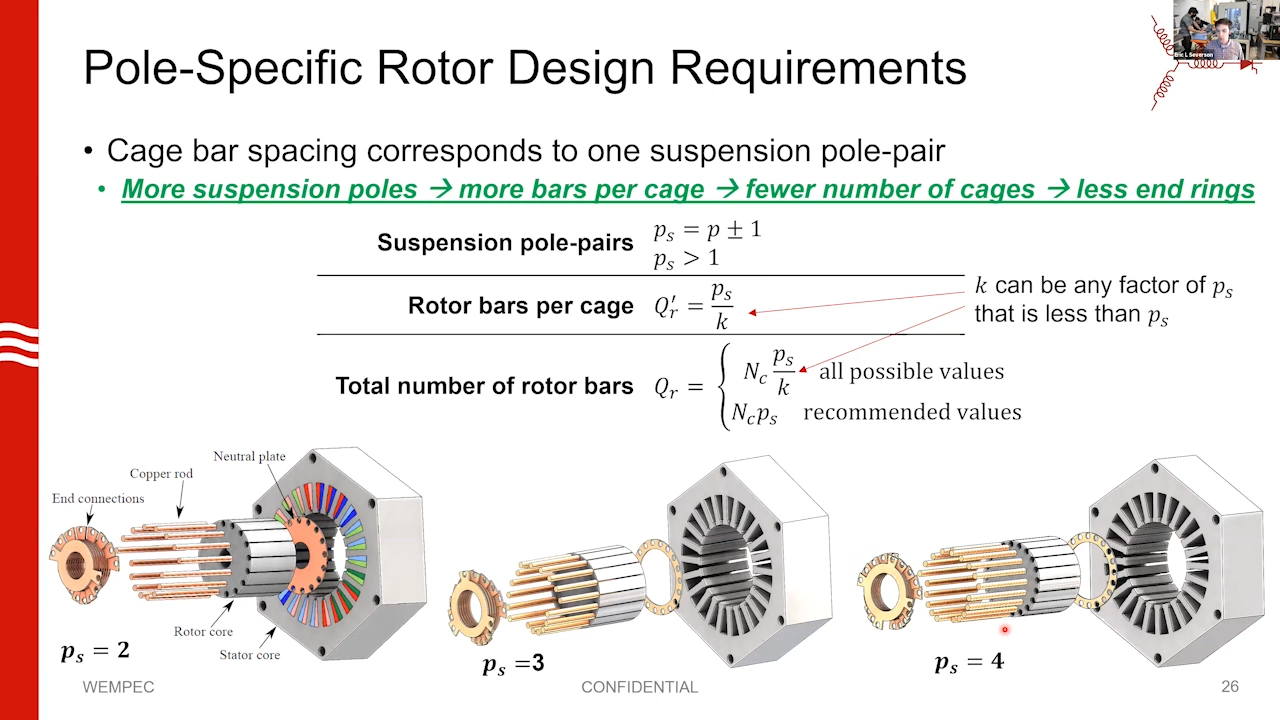 Eric L Severson
Pole-Specific Rotor Design Requirements
• Cage bar spacing corresponds to one suspension pole-pair
• More suspension poles → more bars per cage → fewer number of cages → less end rings
Suspension pole-pairs
p_s = p ± 1
p_s > 1
Rotor bars per cage Q_r' = p_s/k
k can be any factor of p_s
that is less than p_s
Total number of rotor bars Q_r = {
N_c p_s/k all possible values
N_c p_s recommended values
Neutral plate
Copper rod
End connections
Rotor core
Stator core
p_s = 2
p_s =3
p_s = 4
WEMPEC
CONFIDENTIAL
26